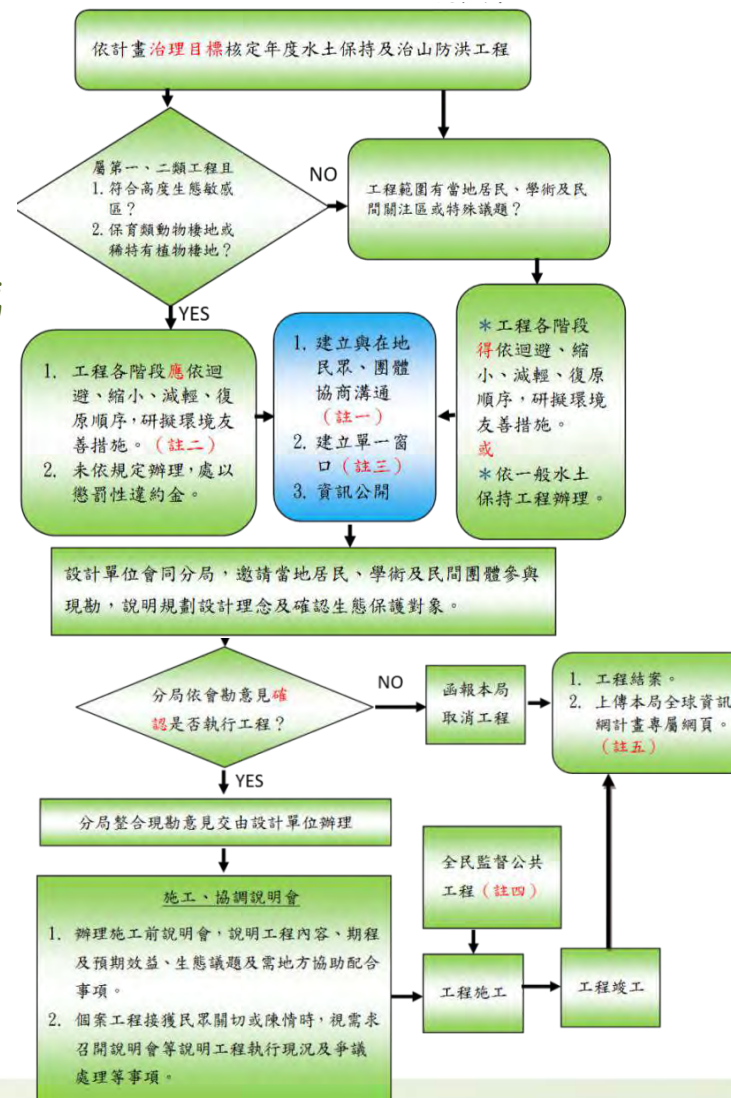 依計畫治理目標核定年度水土保持及治山防洪工程
屬第一、二類工程且
1. 符合高度生態敏感
區？
2. 保育類動物棲地或
稀特有植物棲地？
NO
工程範圍有當地居民、學術及民
間關注區或特殊議題？
YES
1. 工程各階段應依迴
避、縮小、減輕、復
原順序，研擬環境友
善措施。（註二）
2. 未依規定辦理，處以
懲罰性違約金。
1. 建立與在地
民眾、團體
協商溝通
（註一）
2. 建立單一窗
口（註三）
3. 資訊公開
＊工程各階段
得依迴避、縮
小、減輕、復原
順序，研擬環境
友善措施。
或
＊依一般水土
保持工程辦理。
設計單位會同分局，邀請當地居民、學術及民間團體參與
現勘，說明規劃設計理念及確認生態保護對象。
分局依會勘意見確
認是否執行工程？
NO
函報本局
取消工程
1. 工程結案。
2. 上傳本局全球資訊
網計畫專屬網頁。
（註五）
YES
分局整合現勘意見交由設計單位辦理
施工、協調說明會
1. 辦理施工前說明會，說明工程內容、期程
及預期效益、生態議題及需地方協助配合
事項。
2. 個案工程接獲民眾關切或陳情時，視需求
召開說明會等說明工程執行現況及爭議
處理等事項。
全民監督公共
工程（註四）
工程施工
工程竣工